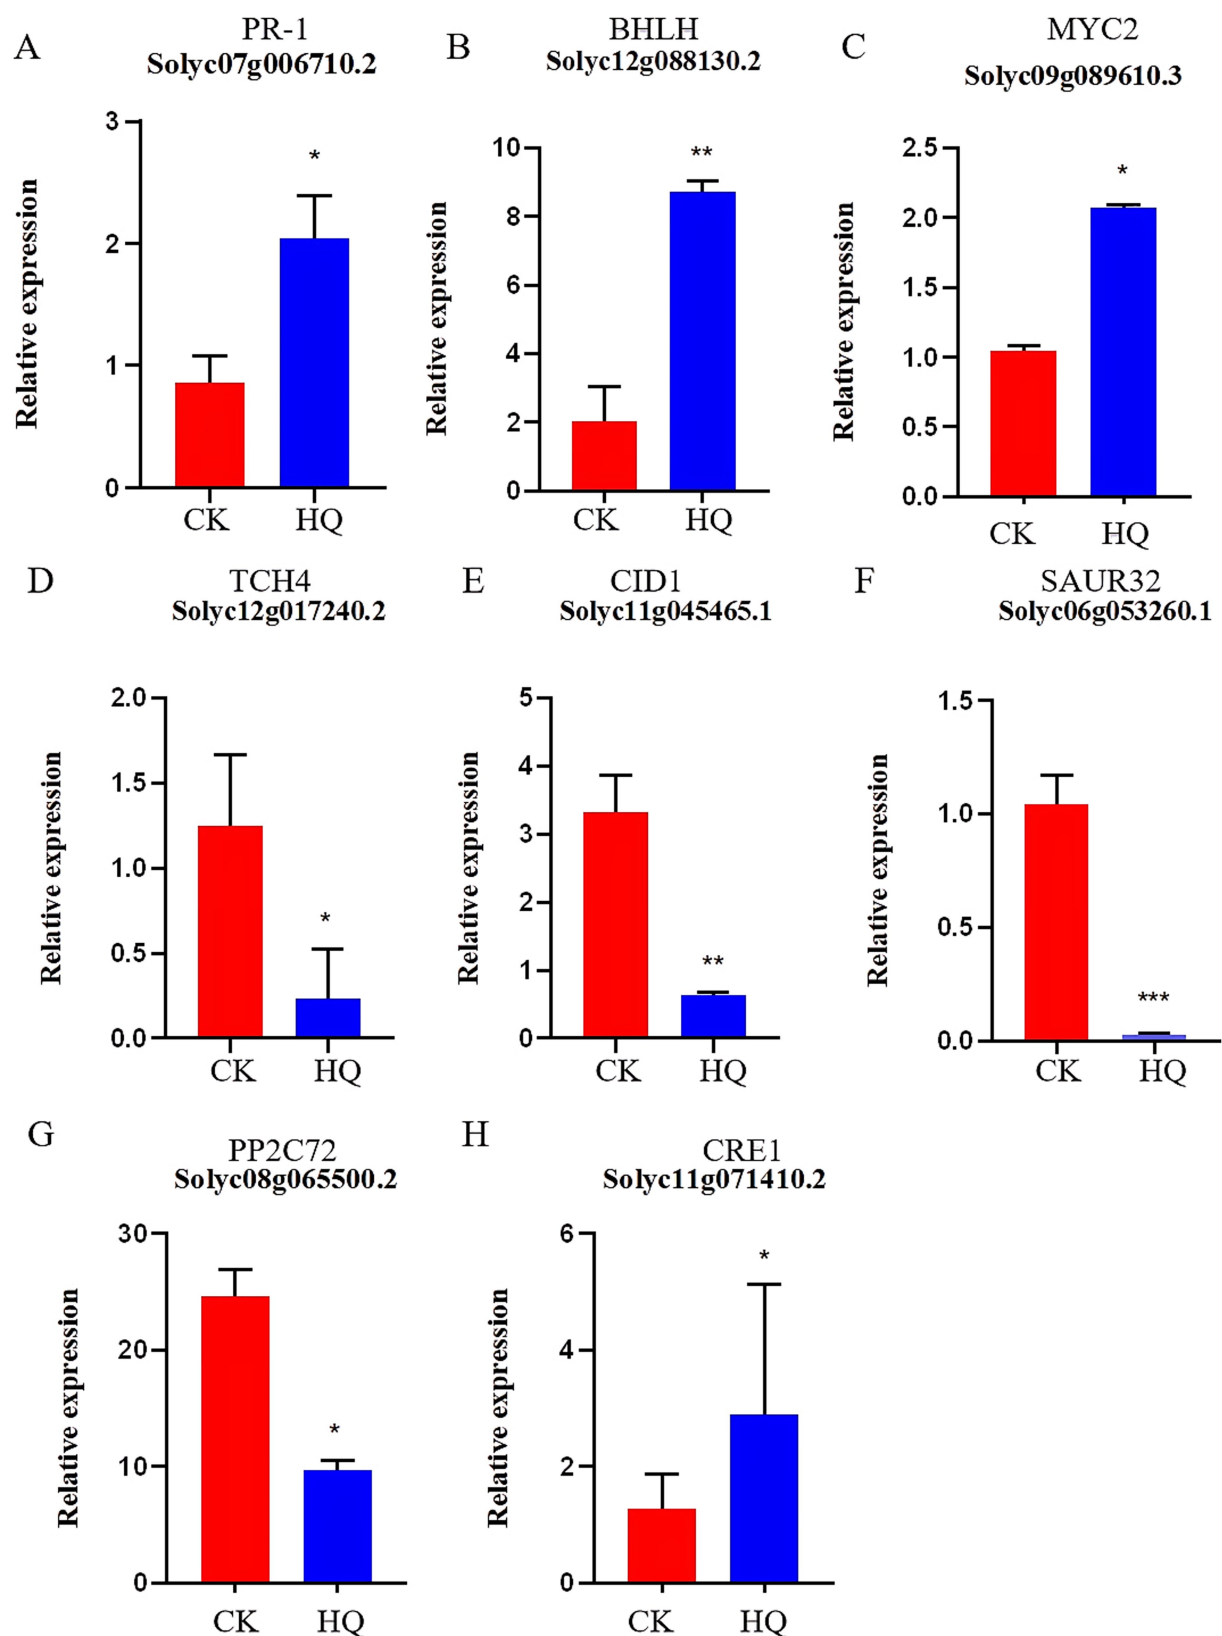 A
PR-1
Solyc07g006710.2
Relative expression
3
2
1
0
*
CK
HQ
B
BHLH
Solyc12g088130.2
Relative expression
10
8
6
4
2
0
**
CK
HQ
C
MYC2
Solyc09g089610.3
Relative expression
2.5
2.0
1.5
1.0
0.5
0.0
*
CK
HQ
D
TCH4
Solyc12g017240.2
Relative expression
2.0
1.5
1.0
0.5
0.0
*
CK
HQ
E
CID1
Solyc11g045465.1
Relative expression
5
4
3
2
1
0
**
CK
HQ
F
SAUR32
Solyc06g053260.1
Relative expression
1.5
1.0
0.5
0.0
***
CK
HQ
G
PP2C72
Solyc08g065500.2
Relative expression
30
20
10
0
*
CK
HQ
H
CRE1
Solyc11g071410.2
Relative expression
6
4
2
0
*
CK
HQ